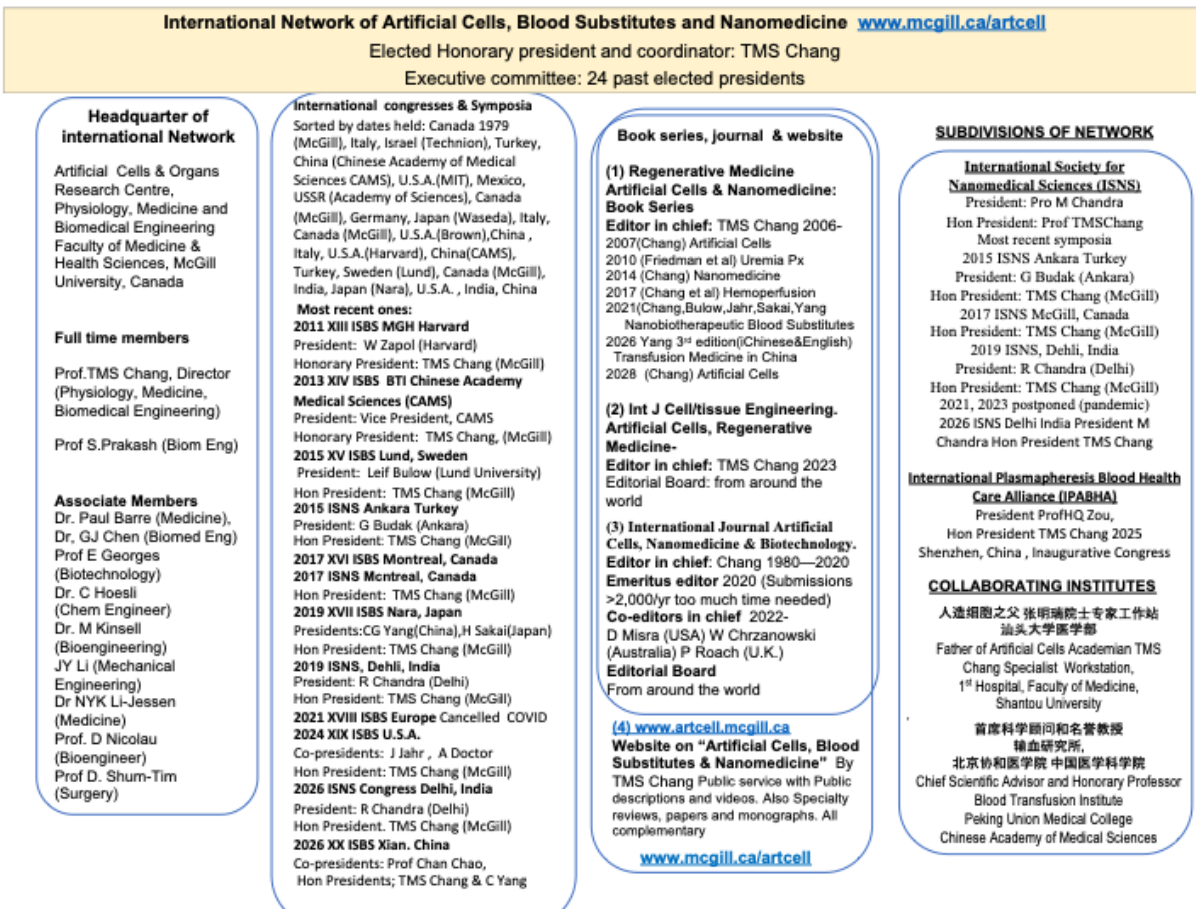 International Network of Artificial Cells, Blood Substitutes and Nanomedicine www.mcgill.ca/artcell
Elected Honorary president and coordinator: TMS Chang
Executive committee: 24 past elected presidents
Headquarter of
international Network
Artificial Cells & Organs
Research Centre,
Physiology, Medicine and
Biomedical Engineering
Faculty of Medicine &
Health Sciences, McGill
University, Canada
Full time members
Prof.TMS Chang, Director
(Physiology, Medicine,
Biomedical Engineering)
Prof S.Prakash (Biom Eng)
Associate Members
Dr. Paul Barre (Medicine),
Dr, GJ Chen (Biomed Eng)
Prof E Georges
(Biotechnology)
Dr. C Hoesli
(Chem Engineer)
Dr. M Kinsell
(Bioengineering)
JY Li (Mechanical
Engineering)
Dr NYK Li-Jessen
(Medicine)
Prof. D Nicolau
(Bioengineer)
Prof D. Shum-Tim
(Surgery)
International congresses & Symposia
Sorted by dates held: Canada 1979
(McGill), Italy, Israel (Technion), Turkey,
China (Chinese Academy of Medical
Sciences CAMS), U.S.A.(MIT), Mexico,
USSR (Academy of Sciences), Canada
(McGill), Germany, Japan (Waseda), Italy,
Canada (McGill), U.S.A.(Brown),China ,
Italy, U.S.A.(Harvard), China(CAMS),
Turkey, Sweden (Lund), Canada (McGill),
India, Japan (Nara), U.S.A. , India, China
Most recent ones:
2011 XIII ISBS MGH Harvard
President: W Zapol (Harvard)
Honorary President: TMS Chang (McGill)
2013 XIV ISBS BTI Chinese Academy
Medical Sciences (CAMS)
President: Vice President, CAMS
Honorary President: TMS Chang, (McGill)
2015 XV ISBS Lund, Sweden
President: Leif Bulow (Lund University)
Hon President: TMS Chang (McGill)
2015 ISNS Ankara Turkey
President: G Budak (Ankara)
Hon President: TMS Chang (McGill)
2017 XVI ISBS Montreal, Canada
2017 ISNS Montreal, Canada
Hon President: TMS Chang (McGill)
2019 XVII ISBS Nara, Japan
Presidents:CG Yang(China),H Sakai(Japan)
Hon President: TMS Chang (McGill)
2019 ISNS, Dehli, India
President: R Chandra (Delhi)
Hon President: TMS Chang (McGill)
2021 XVIII ISBS Europe Cancelled COVID
2024 XIX ISBS U.S.A.
Co-presidents: J Jahr , A Doctor
Hon President: TMS Chang (McGill)
2026 ISNS Congress Delhi, India
President: R Chandra (Delhi)
Hon President. TMS Chang (McGill)
2026 XX ISBS Xian. China
Co-presidents: Prof Chan Chao,
Hon Presidents; TMS Chang & C Yang
Book series, journal & website
(1) Regenerative Medicine
Artificial Cells & Nanomedicine:
Book Series
Editor in chief: TMS Chang 2006-
2007(Chang) Artificial Cells
2010 (Friedman et al) Uremia Px
2014 (Chang) Nanomedicine
2017 (Chang et al) Hemoperfusion
2021(Chang,Bulow,Jahr,Sakai,Yang
Nanobiotherapeutic Blood Substitutes
2026 Yang 3rd edition(iChinese&English)
Transfusion Medicine in China
2028 (Chang) Artificial Cells
(2) Int J Cell/tissue Engineering.
Artificial Cells, Regenerative
Medicine-
Editor in chief: TMS Chang 2023
Editorial Board: from around the
world
(3) International Journal Artificial
Cells, Nanomedicine & Biotechnology.
Editor in chief: Chang 1980—2020
Emeritus editor 2020 (Submissions
>2,000/yr too much time needed)
Co-editors in chief 2022-
D Misra (USA) W Chrzanowski
(Australia) P Roach (U.K.)
Editorial Board
From around the world
(4) www.artcell.mcgill.ca
Website on “Artificial Cells, Blood
Substitutes & Nanomedicine” By
TMS Chang Public service with Public
descriptions and videos. Also Specialty
reviews, papers and monographs. All
complementary
www.mcgill.ca/artcell
SUBDIVISIONS OF NETWORK
International Society for
Nanomedical Sciences (ISNS)
President: Pro M Chandra
Hon President: Prof TMSChang
Most recent symposia
2015 ISNS Ankara Turkey
President: G Budak (Ankara)
Hon President: TMS Chang (McGill)
2017 ISNS McGill, Canada
Hon President: TMS Chang (McGill)
2019 ISNS, Dehli, India
President: R Chandra (Delhi)
Hon President: TMS Chang (McGill)
2021, 2023 postponed (pandemic)
2026 ISNS Delhi India President M
Chandra Hon President TMS Chang
International Plasmapheresis Blood Health
Care Alliance (IPABHA)
President ProfHQ Zou,
Hon President TMS Chang 2025
Shenzhen, China , Inaugurative Congress
COLLABORATING INSTITUTES
人造细胞之父 张明瑞院士专家工作站
汕头大学医学部
Father of Artificial Cells Academian TMS
Chang Specialist Workstation,
1st Hospital, Faculty of Medicine,
Shantou University
首席科学顾问和名誉教授
输血研究所,
北京协和医学院 中国医学科学院
Chief Scientific Advisor and Honorary Professor
Blood Transfusion Institute
Peking Union Medical College
Chinese Academy of Medical Sciences